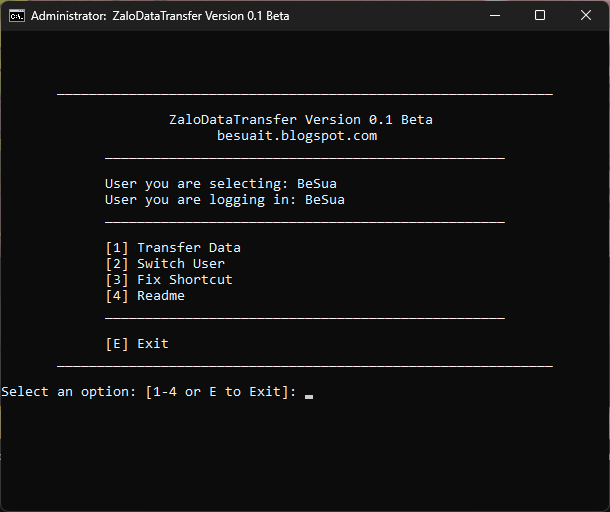 Administrator: ZaloDataTransfer Version 0.1 Beta
ZaloDataTransfer Version 0.1 Beta
besuait.blogspot.com
User you are selecting: BeSua
User you are logging in: BeSua
[1] Transfer Data
[2] Switch User
[3] Fix Shortcut
[4] Readme
[E] Exit
Select an option: [1-4 or E to Exit]: